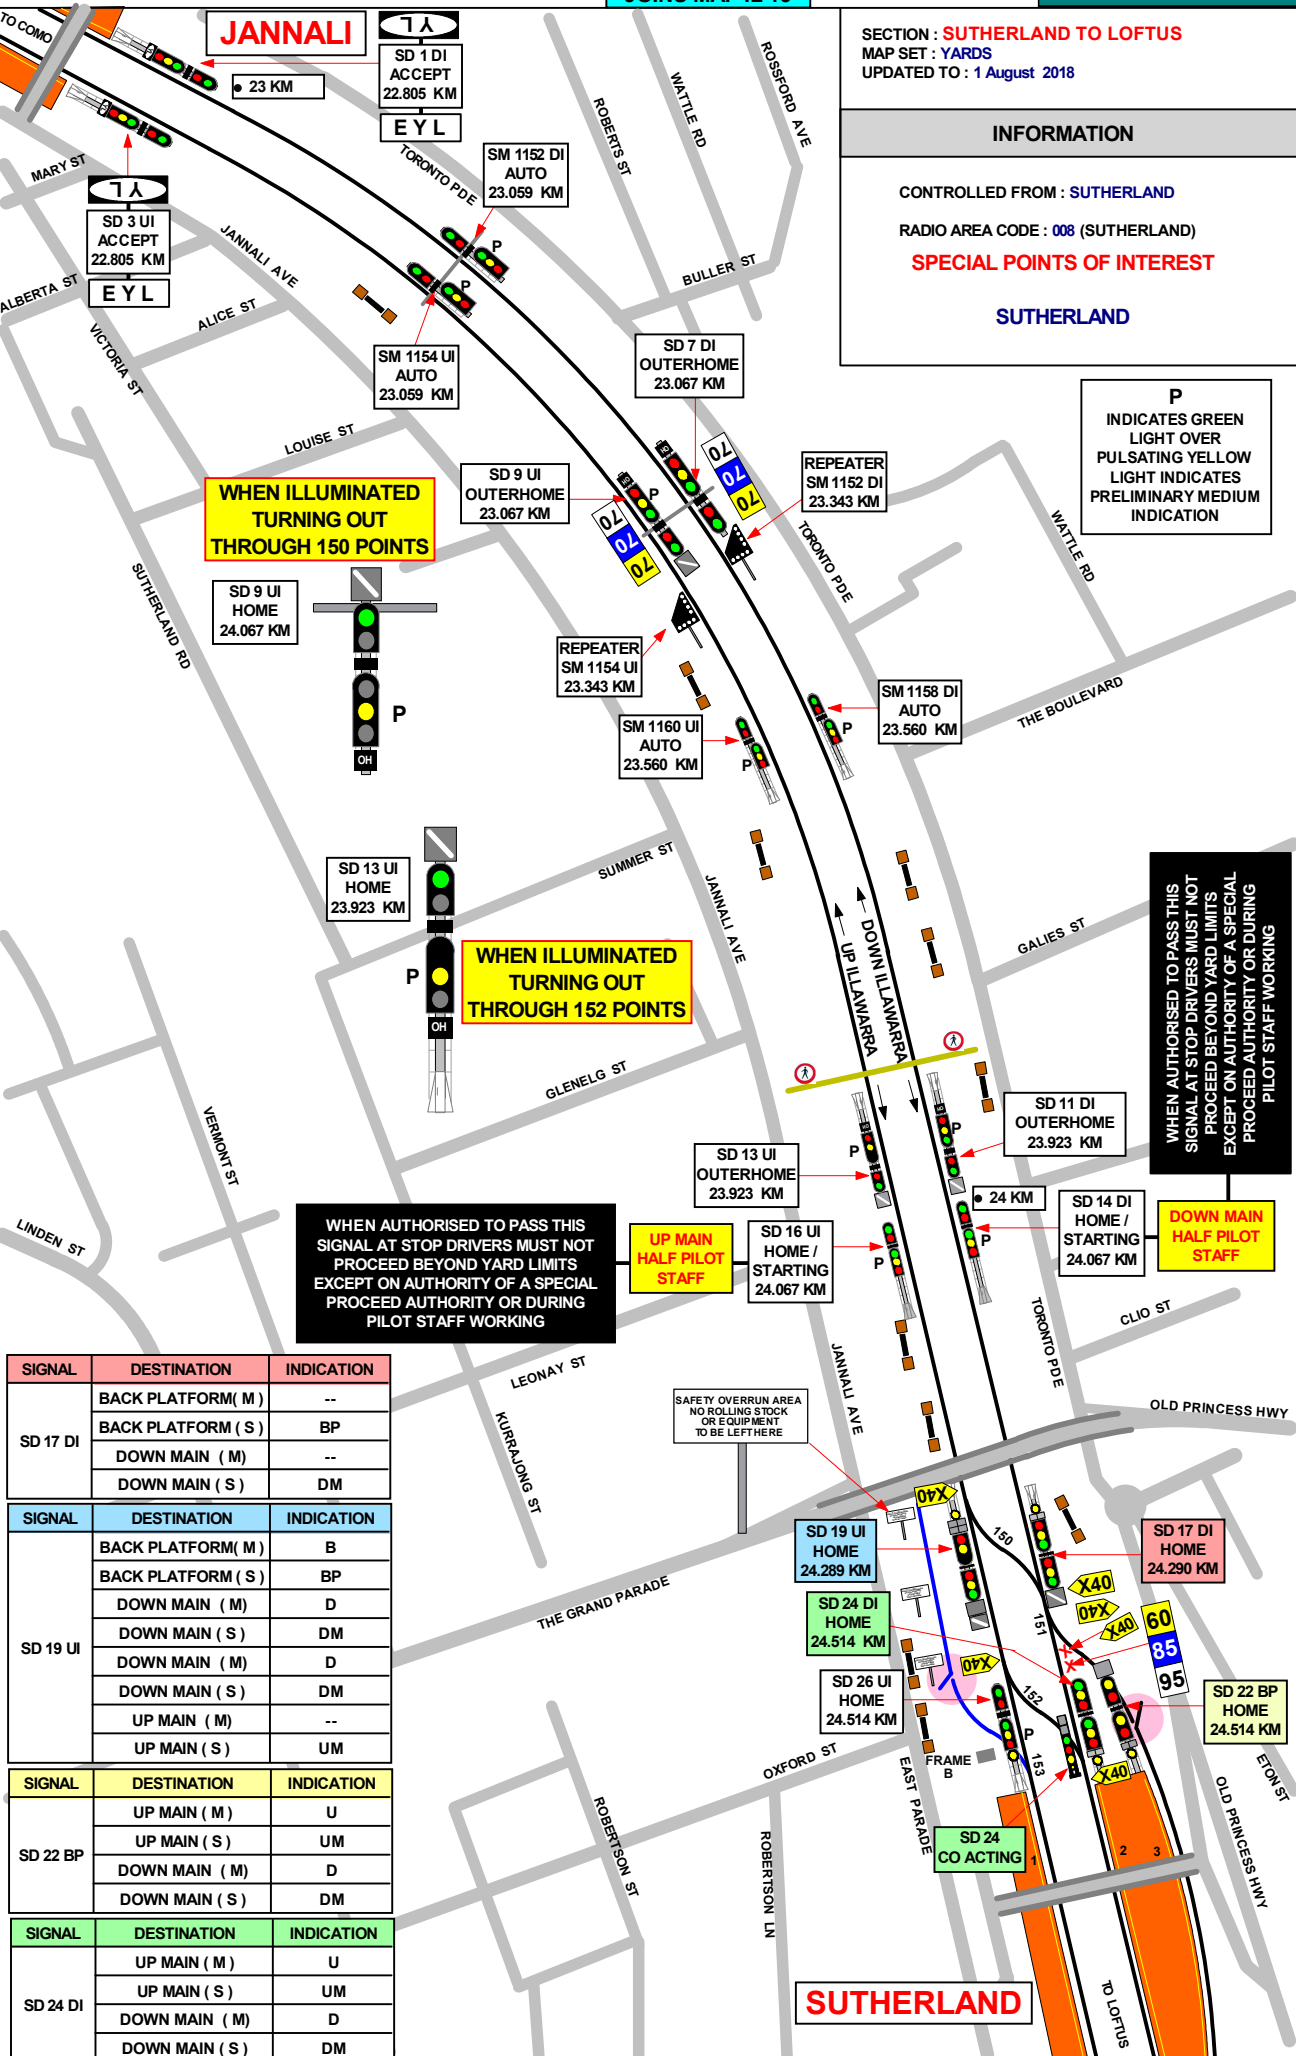 SECTION : SUTHERLAND TO LOFTUS
MAP SET : YARDS
UPDATED TO : 1 August 2018
INFORMATION
CONTROLLED FROM : SUTHERLAND
RADIO AREA CODE : 008 (SUTHERLAND)
SPECIAL POINTS OF INTEREST
SUTHERLAND
P
INDICATES GREEN
LIGHT OVER
PULSATING YELLOW
LIGHT INDICATES
PRELIMINARY MEDIUM
INDICATION
TO COMO
JANNALI
YL
SD 1 DI
ACCEPT
22.805 KM
E Y L
23 KM
YL
SD 3 UI
ACCEPT
22.805 KM
E Y L
SM 1152 DI
AUTO
23.059 KM
P
P
SM 1154 UI
AUTO
23.059 KM
SD 7 DI
OUTERHOME
23.067 KM
SD 9 UI
OUTERHOME
23.067 KM
P
70
70
70
70
70
70
REPEATER
SM 1152 DI
23.343 KM
REPEATER
SM 1154 UI
23.343 KM
WHEN ILLUMINATED
TURNING OUT
THROUGH 150 POINTS
SD 9 UI
HOME
24.067 KM
P
OH
SM 1158 DI
AUTO
23.560 KM
P
SM 1160 UI
AUTO
23.560 KM
P
SD 13 UI
HOME
23.923 KM
P
OH
WHEN ILLUMINATED
TURNING OUT
THROUGH 152 POINTS
UP ILLAWARRA
DOWN ILLAWARRA
SD 11 DI
OUTERHOME
23.923 KM
P
SD 13 UI
OUTERHOME
23.923 KM
P
24 KM
SD 14 DI
HOME /
STARTING
24.067 KM
P
DOWN MAIN
HALF PILOT
STAFF
WHEN AUTHORISED TO PASS THIS
SIGNAL AT STOP DRIVERS MUST NOT
PROCEED BEYOND YARD LIMITS
EXCEPT ON AUTHORITY OF A SPECIAL
PROCEED AUTHORITY OR DURING
PILOT STAFF WORKING
WHEN AUTHORISED TO PASS THIS
SIGNAL AT STOP DRIVERS MUST NOT
PROCEED BEYOND YARD LIMITS
EXCEPT ON AUTHORITY OF A SPECIAL
PROCEED AUTHORITY OR DURING
PILOT STAFF WORKING
UP MAIN
HALF PILOT
STAFF
SD 16 UI
HOME /
STARTING
24.067 KM
P
SAFETY OVERRUN AREA
NO ROLLING STOCK
OR EQUIPMENT
TO BE LEFT HERE
X40
SD 19 UI
HOME
24.289 KM
SD 24 DI
HOME
24.514 KM
SD 26 UI
HOME
24.514 KM
P
SD 17 DI
HOME
24.290 KM
X40
X40
X40
X40
X40
60
85
95
SD 22 BP
HOME
24.514 KM
150
151
152
153
FRAME
B
SD 24
CO ACTING
1
2
3
SUTHERLAND
TO LOFTUS
MARY ST
ALBERTA ST
VICTORIA ST
ALICE ST
JANNALI AVE
LOUISE ST
SUTHERLAND RD
TORONTO PDE
ROBERTS ST
WATTLE RD
ROSSFORD AVE
BULLER ST
TORONTO PDE
WATTLE RD
THE BOULEVARD
SUMMER ST
JANNALI AVE
GALIES ST
GLENELG ST
VERMONT ST
LINDEN ST
LEONAY ST
KURRAJONG ST
JANNALI AVE
TORONTO PDE
CLIO ST
OLD PRINCESS HWY
THE GRAND PARADE
OXFORD ST
EAST PARADE
ROBERTSON ST
ROBERTSON LN
ETON ST
OLD PRINCESS HWY
SIGNAL DESTINATION INDICATION
SD 17 DI
BACK PLATFORM( M ) --
BACK PLATFORM ( S ) BP
DOWN MAIN ( M) --
DOWN MAIN ( S ) DM
SIGNAL DESTINATION INDICATION
SD 19 UI
BACK PLATFORM( M ) B
BACK PLATFORM ( S ) BP
DOWN MAIN ( M) D
DOWN MAIN ( S ) DM
DOWN MAIN ( M) D
DOWN MAIN ( S ) DM
UP MAIN ( M) --
UP MAIN ( S ) UM
SIGNAL DESTINATION INDICATION
SD 22 BP
UP MAIN ( M ) U
UP MAIN ( S ) UM
DOWN MAIN ( M) D
DOWN MAIN ( S ) DM
SIGNAL DESTINATION INDICATION
SD 24 DI
UP MAIN ( M ) U
UP MAIN ( S ) UM
DOWN MAIN ( M) D
DOWN MAIN ( S ) DM